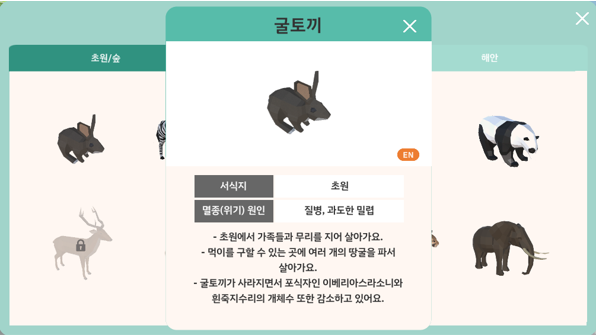 굴토끼
초원/숲
해안
EN
서식지
초원
멸종(위기) 원인
질병, 과도한 밀렵
- 초원에서 가족들과 무리를 지어 살아가요.
- 먹이를 구할 수 있는 곳에 여러 개의 땅굴을 파서
살아가요.
- 굴토끼가 사라지면서 포식자인 이베리아스라소니와
흰죽지수리의 개체수 또한 감소하고 있어요.